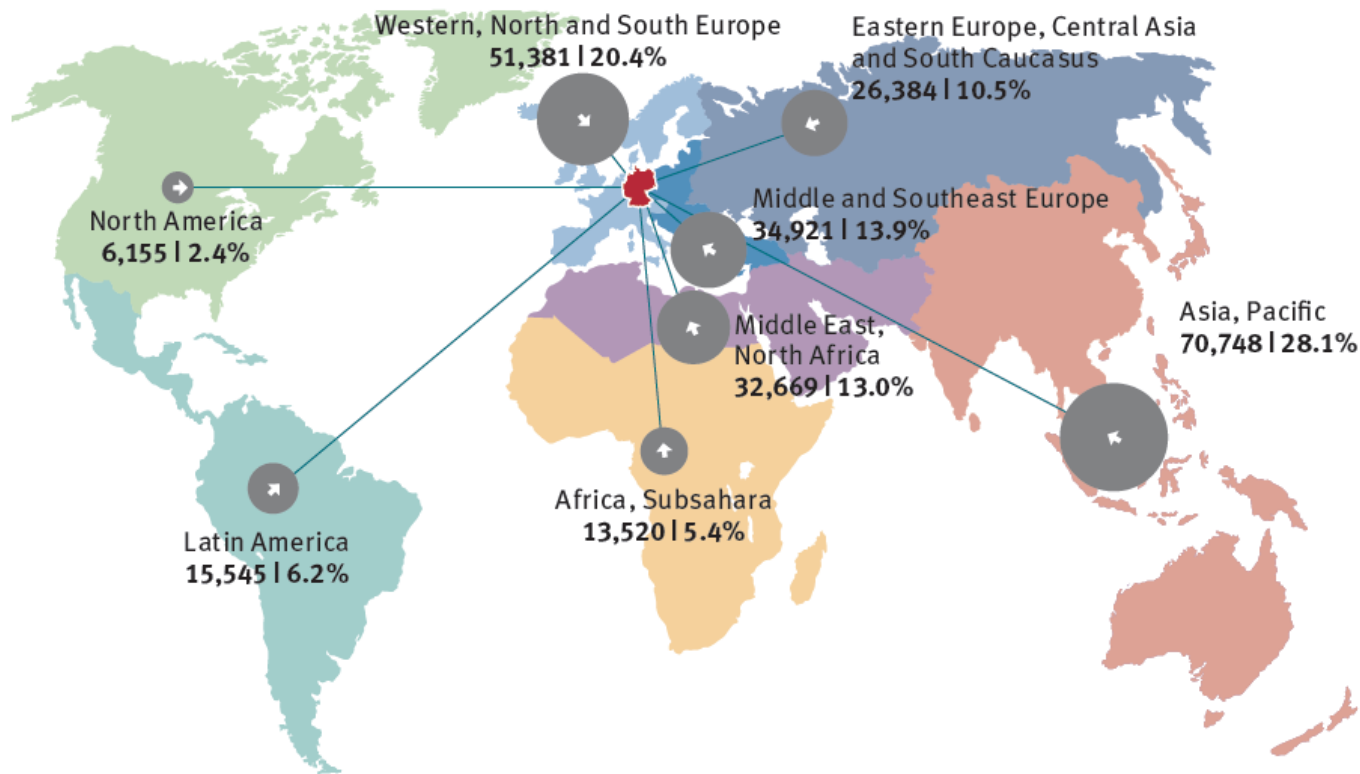 Western, North and South Europe
51,381 | 20.4%
Eastern Europe, Central Asia
and South Caucasus
26,384 | 10.5%
North America
6,155 | 2.4%
Middle and Southeast Europe
34,921 | 13.9%
Asia, Pacific
70,748 | 28.1%
Middle East,
North Africa
32,669 | 13.0%
Africa, Subsahara
13,520 | 5.4%
Latin America
15,545 | 6.2%